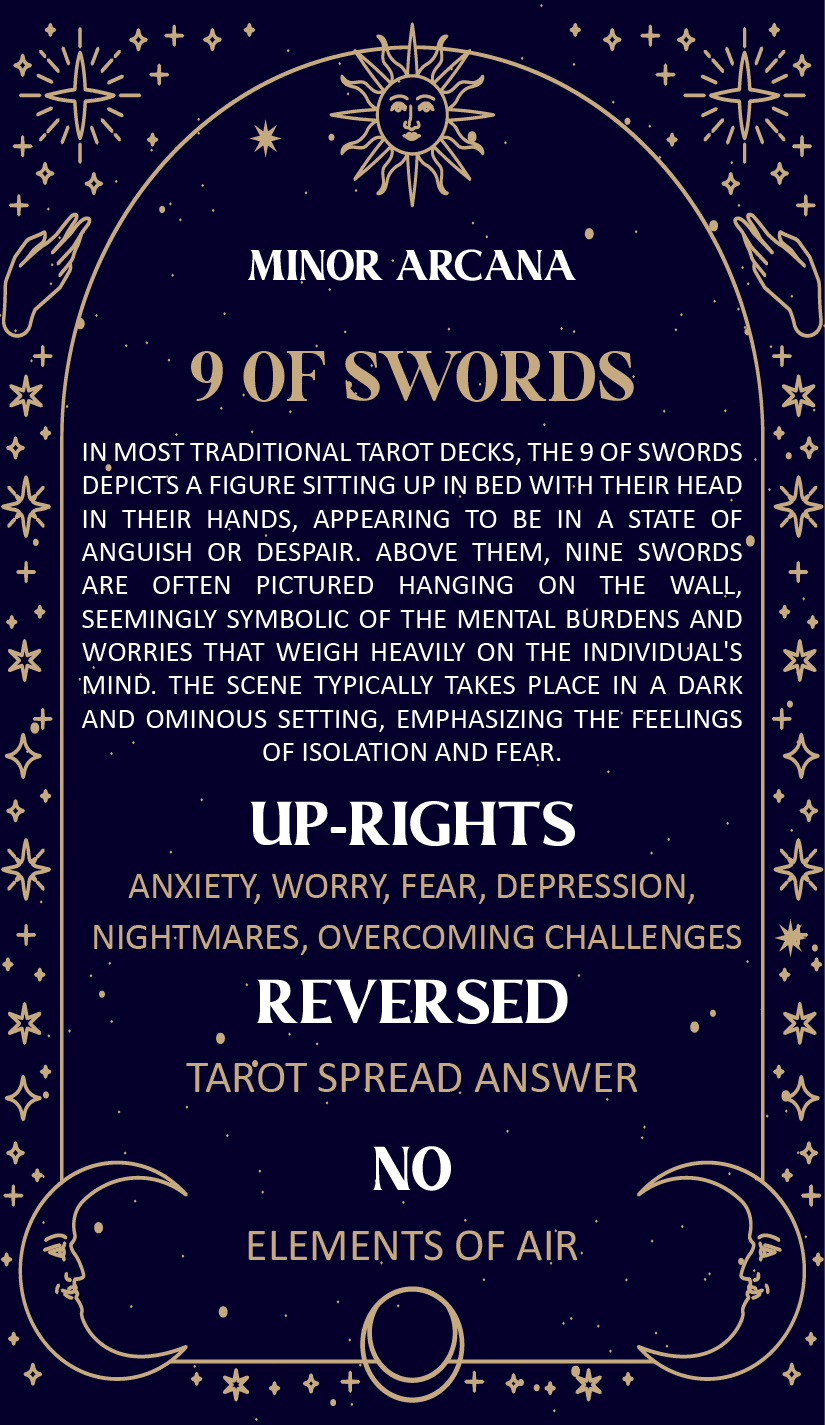 MINOR ARCANA
9 OF SWORDS
IN MOST TRADITIONAL TAROT DECKS, THE 9 OF SWORDS
DEPICTS A FIGURE SITTING UP IN BED WITH THEIR HEAD
IN THEIR HANDS, APPEARING TO BE IN A STATE OF
ANGUISH OR DESPAIR. ABOVE THEM, NINE SWORDS
ARE OFTEN PICTURED HANGING ON THE WALL,
SEEMINGLY SYMBOLIC OF THE MENTAL BURDENS AND
WORRIES THAT WEIGH HEAVILY ON THE INDIVIDUAL'S
MIND. THE SCENE TYPICALLY TAKES PLACE IN A DARK
AND OMINOUS SETTING, EMPHASIZING THE FEELINGS
OF ISOLATION AND FEAR.
UP-RIGHTS
ANXIETY, WORRY, FEAR, DEPRESSION,
NIGHTMARES, OVERCOMING CHALLENGES
REVERSED
TAROT SPREAD ANSWER
NO
ELEMENTS OF AIR